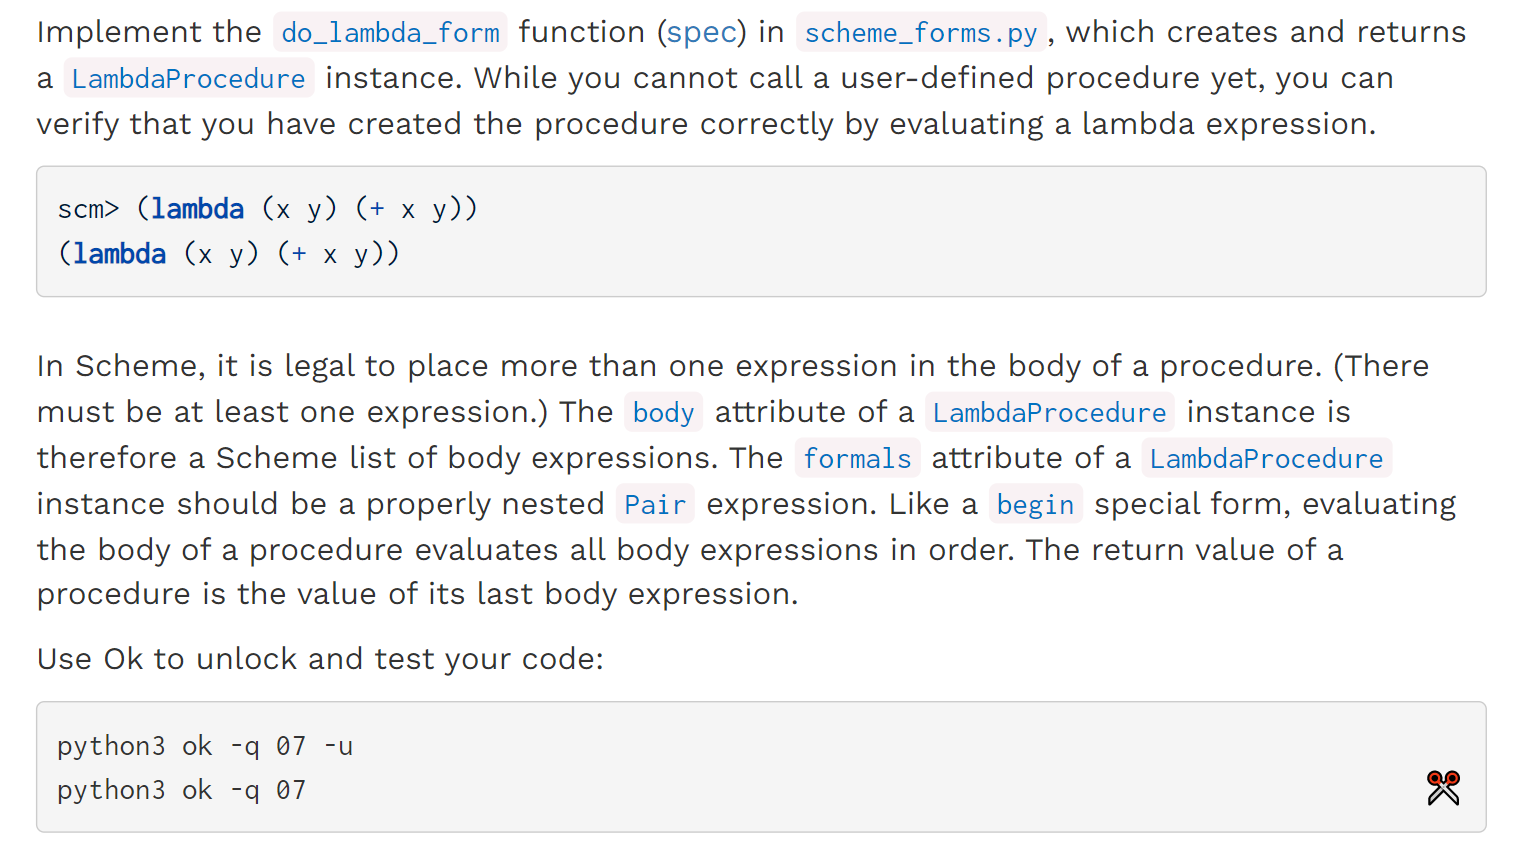 Implement the do_lambda_form function (spec) in scheme_forms.py, which creates and returns
a LambdaProcedure instance. While you cannot call a user-defined procedure yet, you can
verify that you have created the procedure correctly by evaluating a lambda expression.
scm> (lambda (x y) (+ x y))
(lambda (x y) (+ x y))
In Scheme, it is legal to place more than one expression in the body of a procedure. (There
must be at least one expression.) The body attribute of a LambdaProcedure instance is
therefore a Scheme list of body expressions. The formals attribute of a LambdaProcedure
instance should be a properly nested Pair expression. Like a begin special form, evaluating
the body of a procedure evaluates all body expressions in order. The return value of a
procedure is the value of its last body expression.
Use Ok to unlock and test your code:
python3 ok -q 07 -u
python3 ok -q 07